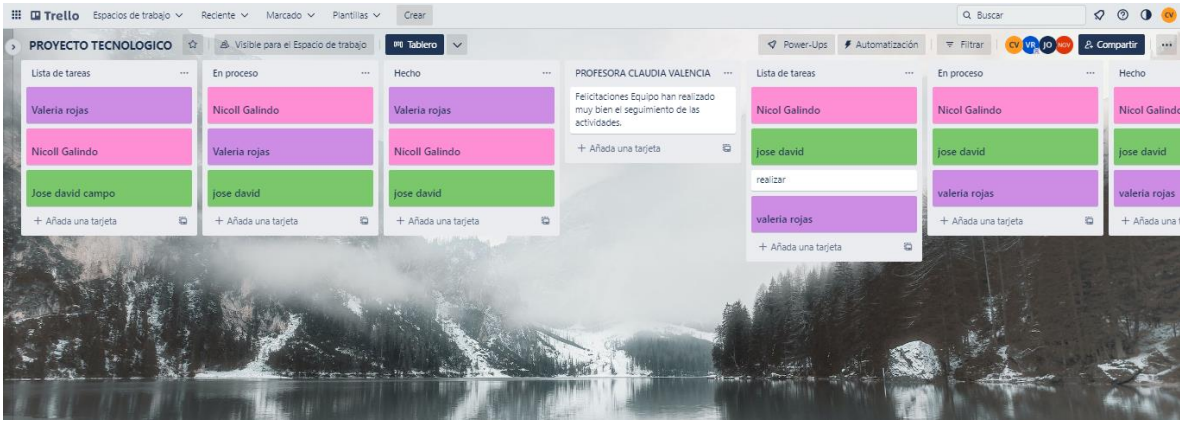 Trello Espacios de trabajo Reciente Marcado Plantillas Crear Buscar CV
PROYECTO TECNOLOGICO Visible para el Espacio de trabajo Tablero Power-Ups Automatización Filtrar CV VR JO NOV Compartir
Lista de tareas
Valeria rojas
Nicoll Galindo
Jose david campo
+ Añada una tarjeta
En proceso
Nicoll Galindo
Valeria rojas
jose david
+ Añada una tarjeta
Hecho
Valeria rojas
Nicoll Galindo
jose david
+ Añada una tarjeta
PROFESORA CLAUDIA VALENCIA
Felicitaciones Equipo han realizado
muy bien el seguimiento de las
actividades.
+ Añada una tarjeta
Lista de tareas
Nicol Galindo
jose david
realizar
valeria rojas
+ Añada una tarjeta
En proceso
Nicol Galindo
jose david
valeria rojas
+ Añada una tarjeta
Hecho
Nicol Galindo
jose david
valeria rojas
+ Añada una